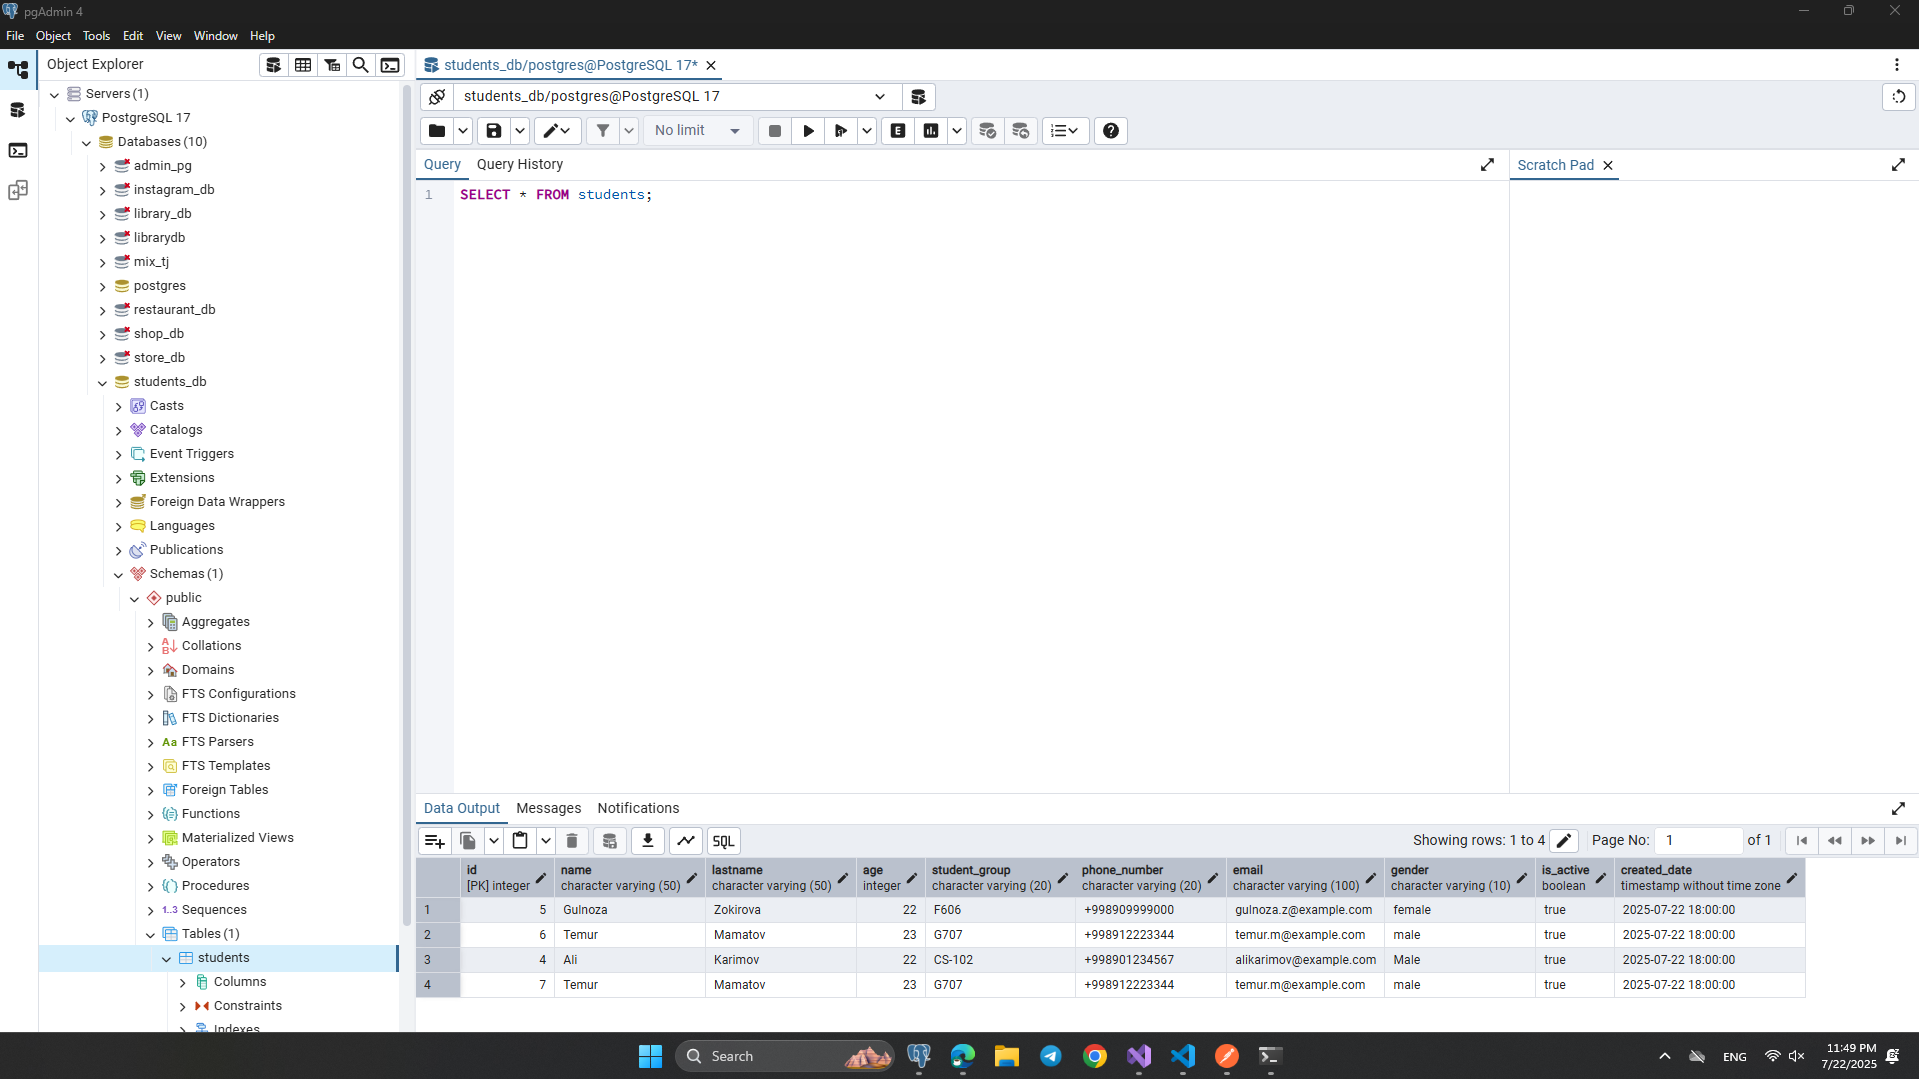 pgAdmin 4
File Object Tools Edit View Window Help
Object Explorer
Servers (1)
PostgreSQL 17
Databases (10)
admin_pg
instagram_db
library_db
librarydb
mix_tj
postgres
restaurant_db
shop_db
store_db
students_db
Casts
Catalogs
Event Triggers
Extensions
Foreign Data Wrappers
Languages
Publications
Schemas (1)
public
Aggregates
Collations
Domains
FTS Configurations
FTS Dictionaries
Aa FTS Parsers
FTS Templates
Foreign Tables
Functions
Materialized Views
Operators
Procedures
1..3 Sequences
Tables (1)
students
Columns
Constraints
Indexes
students_db/postgres@PostgreSQL 17*
students_db/postgres@PostgreSQL 17
No limit
E
Query Query History
Scratch Pad
1 SELECT * FROM students;
Data Output Messages Notifications
SQL
Showing rows: 1 to 4 Page No: 1 of 1
id name lastname age student_group phone_number email gender is_active created_date
[PK] integer character varying (50) character varying (50) integer character varying (20) character varying (20) character varying (100) character varying (10) boolean timestamp without time zone
1 5 Gulnoza Zokirova 22 F606 +998909999000 gulnoza.z@example.com female true 2025-07-22 18:00:00
2 6 Temur Mamatov 23 G707 +998912223344 temur.m@example.com male true 2025-07-22 18:00:00
3 4 Ali Karimov 22 CS-102 +998901234567 alikarimov@example.com Male true 2025-07-22 18:00:00
4 7 Temur Mamatov 23 G707 +998912223344 temur.m@example.com male true 2025-07-22 18:00:00
Search
ENG
11:49 PM
7/22/2025